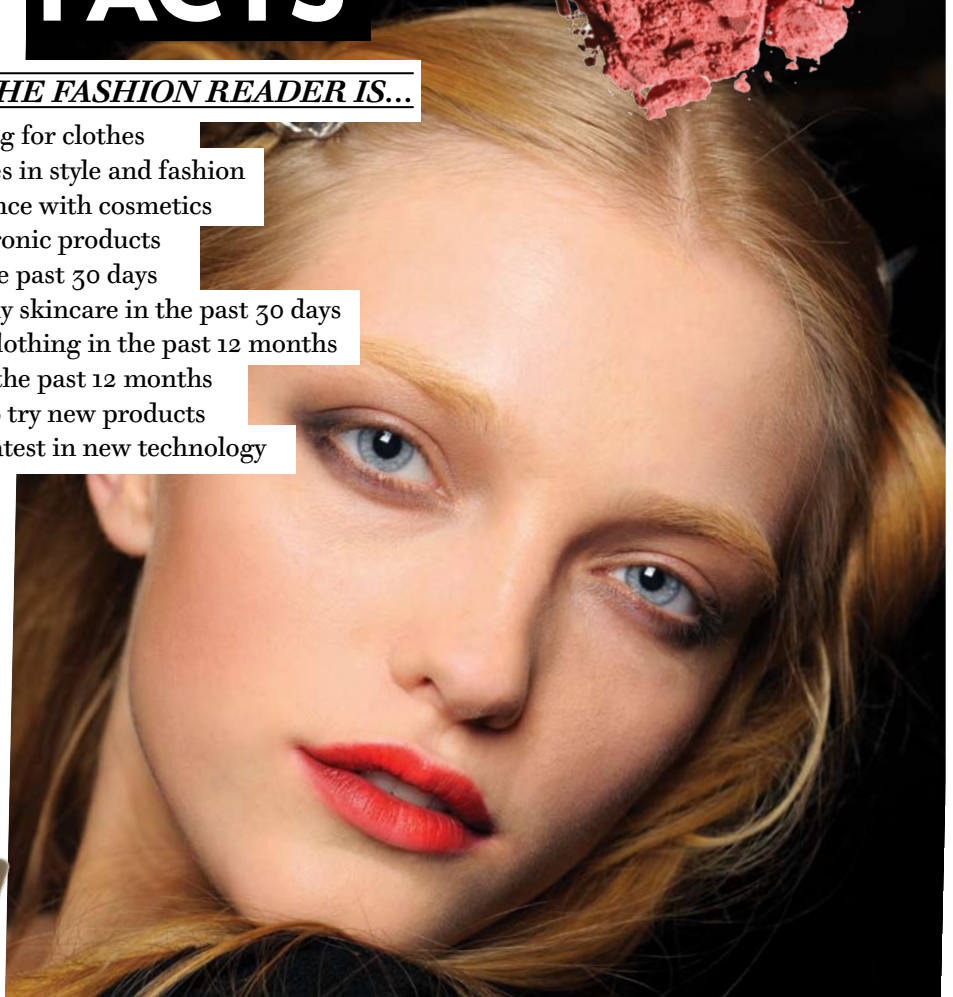 FACTS
HE FASHION READER IS...
g for clothes
es in style and fashion
nce with cosmetics
ronic products
e past 30 days
y skincare in the past 30 days
lothing in the past 12 months
the past 12 months
o try new products
atest in new technology